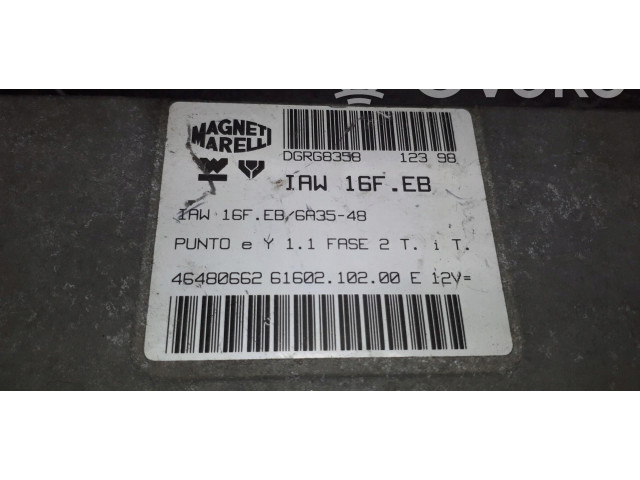 MAGNETI
MARELLI
DGRG8398 123 98
IAW 16F.EB
IAW 16F.EB/6A35-48
PUNTO e Y 1.1 FASE 2 T. i T.
46480662 61602.102.00 E 12V=